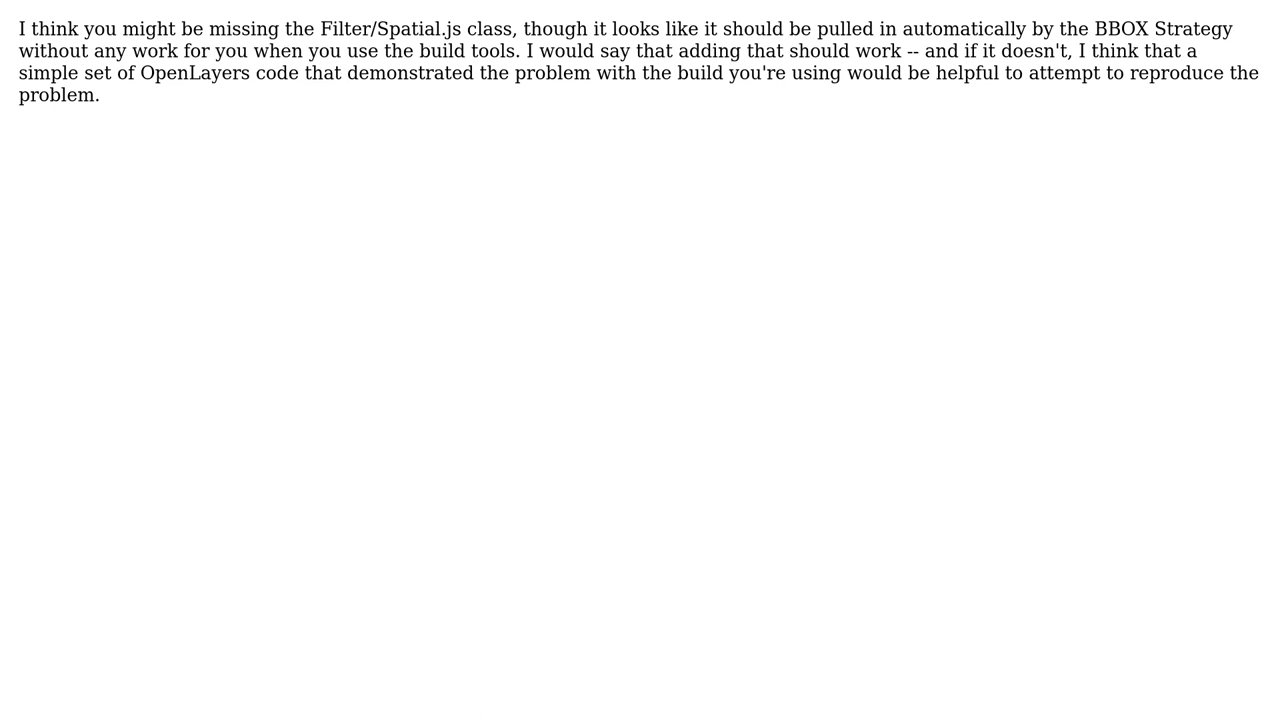 I think you might be missing the Filter/Spatial.js class, though it looks like it should be pulled in automatically by the BBOX Strategy
without any work for you when you use the build tools. I would say that adding that should work -- and if it doesn't, I think that a
simple set of OpenLayers code that demonstrated the problem with the build you're using would be helpful to attempt to reproduce the
problem.